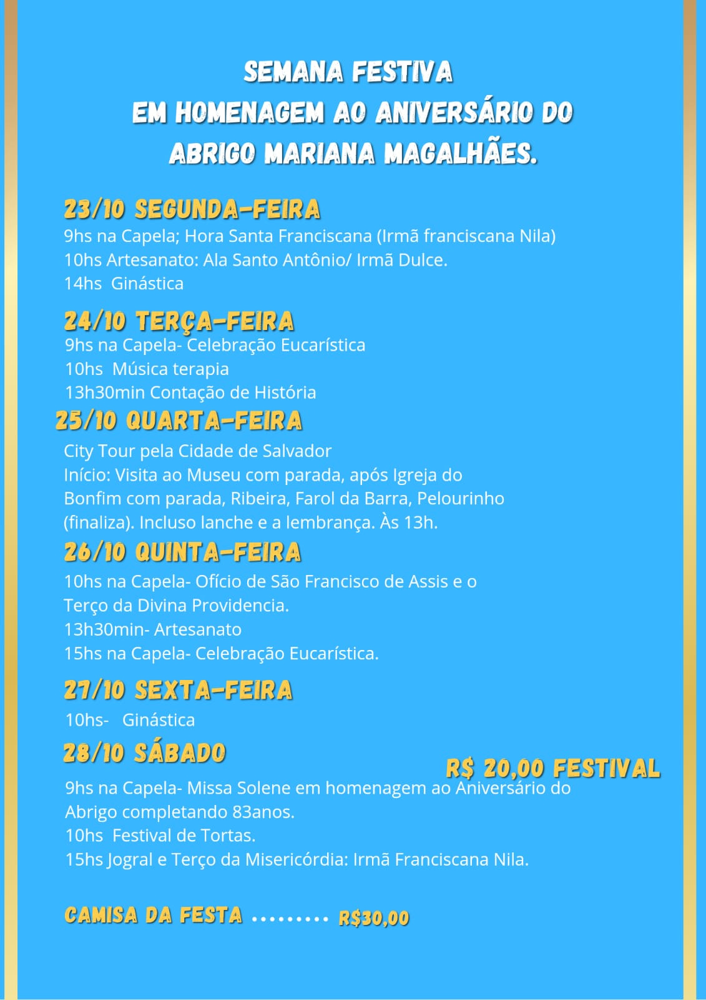 SEMANA FESTIVA
EM HOMENAGEM AO ANIVERSÁRIO DO
ABRIGO MARIANA MAGALHÃES.
23/10 SEGUNDA-FEIRA
9hs na Capela; Hora Santa Franciscana (Irmã franciscana Nila)
10hs Artesanato: Ala Santo Antônio/ Irmã Dulce.
14hs Ginástica
24/10 TERÇA-FEIRA
9hs na Capela- Celebração Eucarística
10hs Música terapia
13h30min Contação de História
25/10 QUARTA-FEIRA
City Tour pela Cidade de Salvador
Início: Visita ao Museu com parada, após Igreja do
Bonfim com parada, Ribeira, Farol da Barra, Pelourinho
(finaliza). Incluso lanche e a lembrança. Às 13h.
26/10 QUINTA-FEIRA
10hs na Capela- Ofício de São Francisco de Assis e o
Terço da Divina Providencia.
13h30min- Artesanato
15hs na Capela- Celebração Eucarística.
27/10 SEXTA-FEIRA
10hs- Ginástica
28/10 SÁBADO
R$ 20,00 FESTIVAL
9hs na Capela- Missa Solene em homenagem ao Aniversário do
Abrigo completando 83anos.
10hs Festival de Tortas.
15hs Jogral e Terço da Misericórdia: Irmã Franciscana Nila.
CAMISA DA FESTA ......... R$30,00